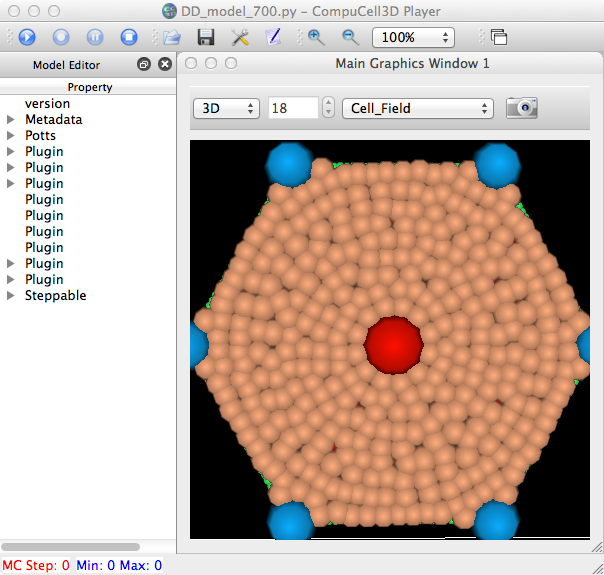 DD_model_700.py - CompuCell3D Player
100%
Model Editor
Main Graphics Window 1
Property
3D 18 Cell_Field
version
Metadata
Potts
Plugin
Plugin
Plugin
Plugin
Plugin
Plugin
Plugin
Plugin
Plugin
Steppable
MC Step: 0 Min: 0 Max: 0